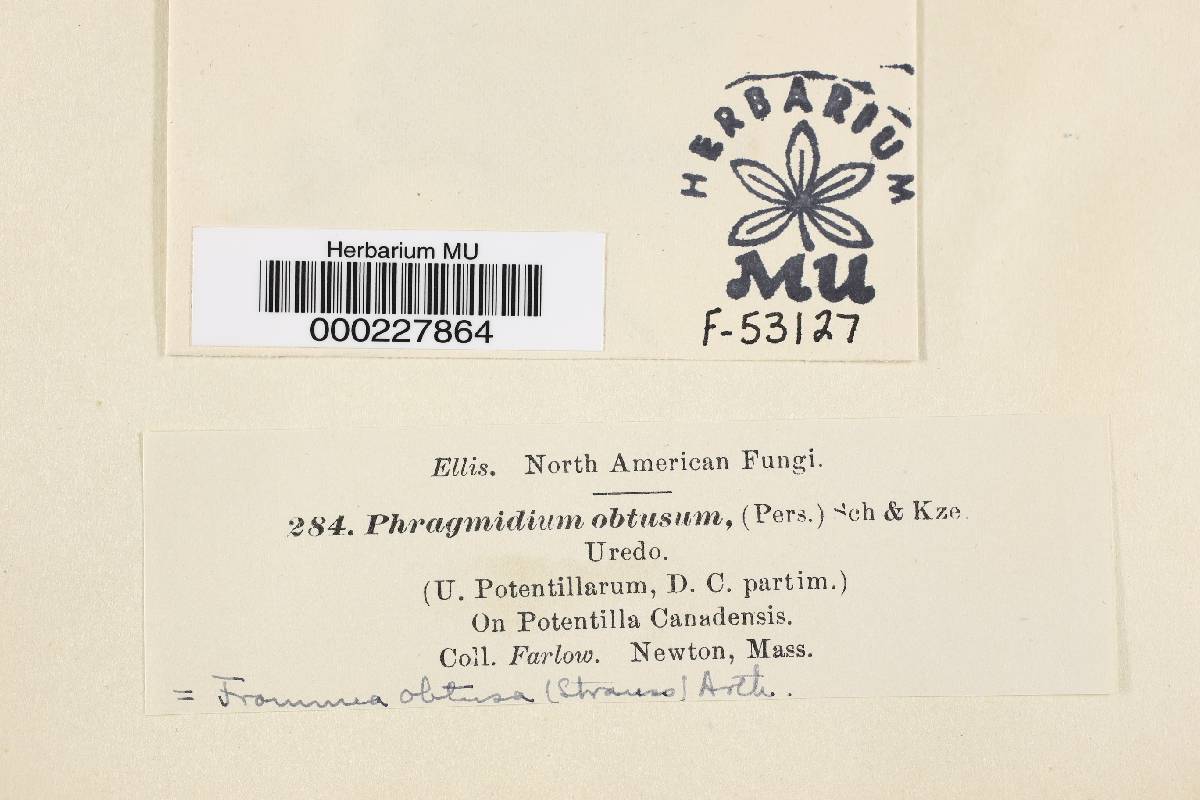 HERBARIUM
MU
F-53127
Herbarium MU
000227864
Ellis. North American Fungi.
284. Phragmidium obtusum, (Pers.) Sch & Kze.
Uredo.
(U. Potentillarum, D. C. partim.)
On Potentilla Canadensis.
Coll. Farlow. Newton, Mass.
= Frommea obtusa (Strauss) Arth.